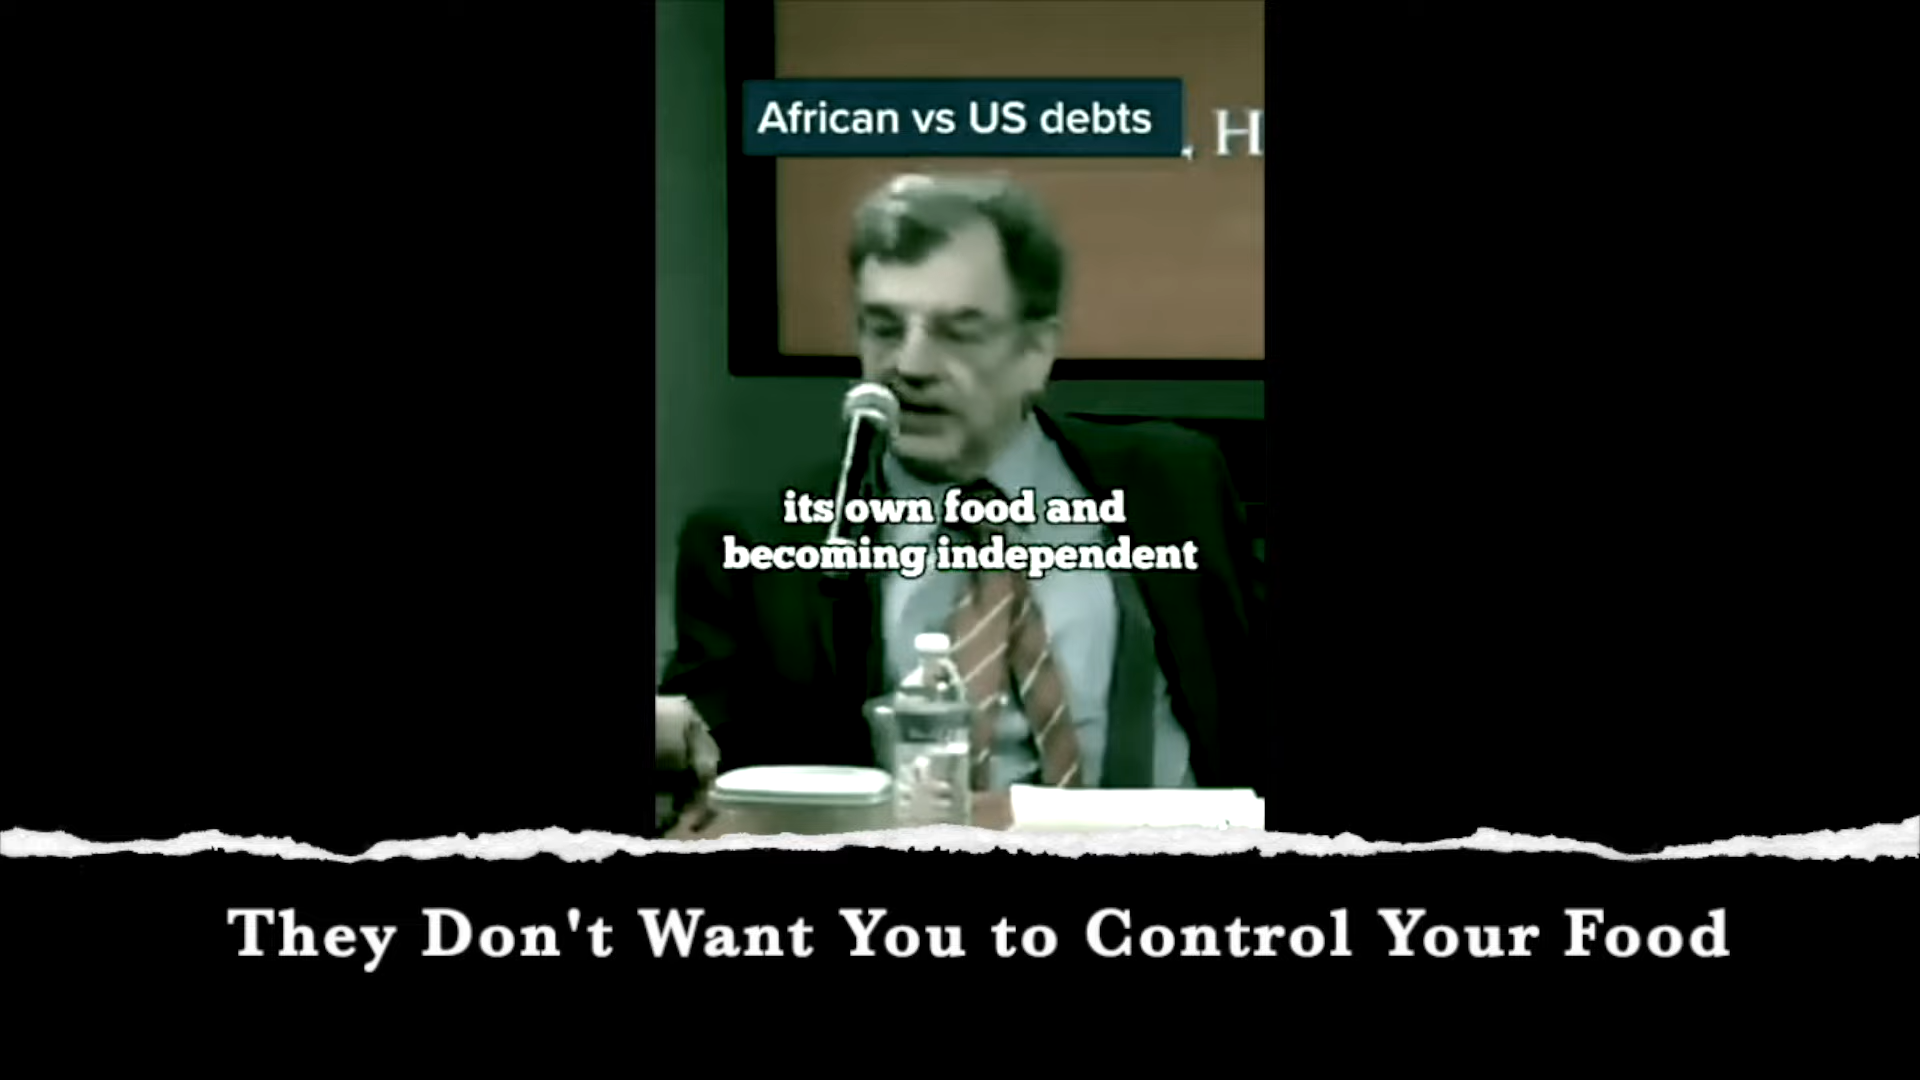 African vs US debts
, H
its own food and
becoming independent
They Don't Want You to Control Your Food